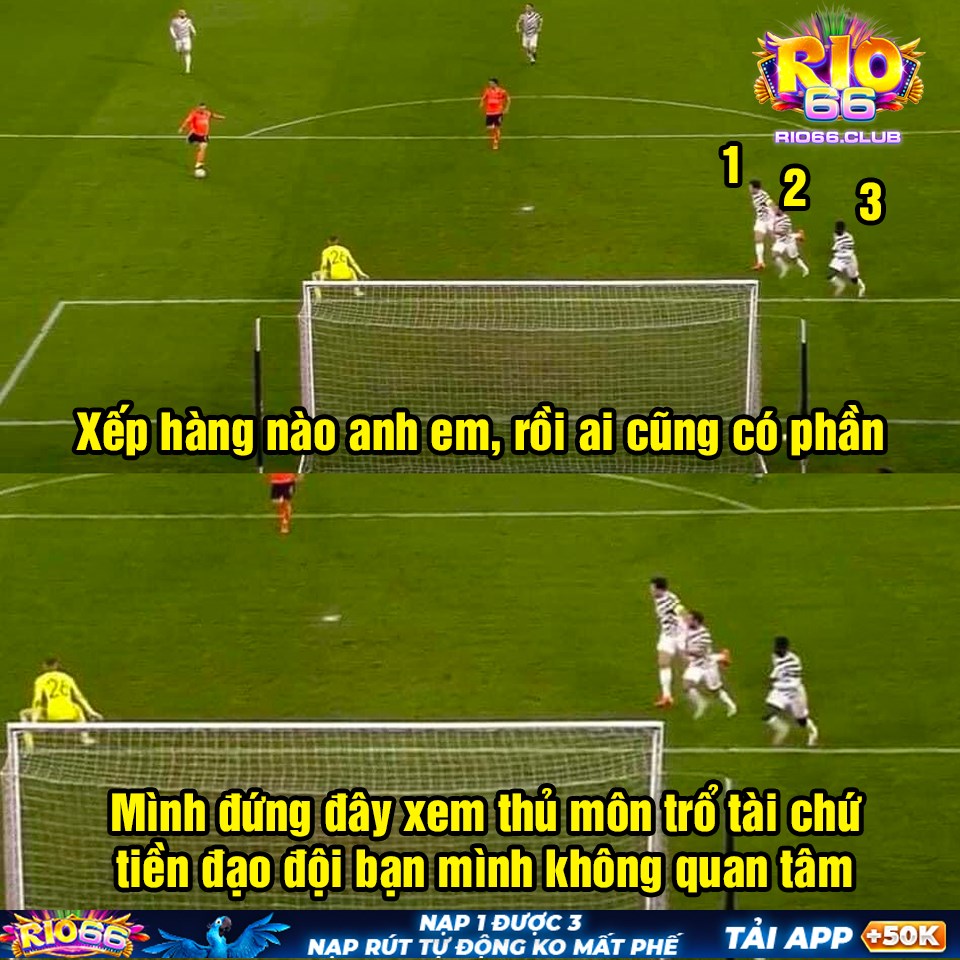 RIO
66
RIO66.CLUB
1
2
3
26
Xếp hàng nào anh em, rồi ai cũng có phần
26
Mình đứng đây xem thủ môn trổ tài chứ
tiền đạo đội bạn mình không quan tâm
RIO66
NẠP 1 ĐƯỢC 3
NẠP RÚT TỰ ĐỘNG KO MẤT PHẾ
TẢI APP +50K